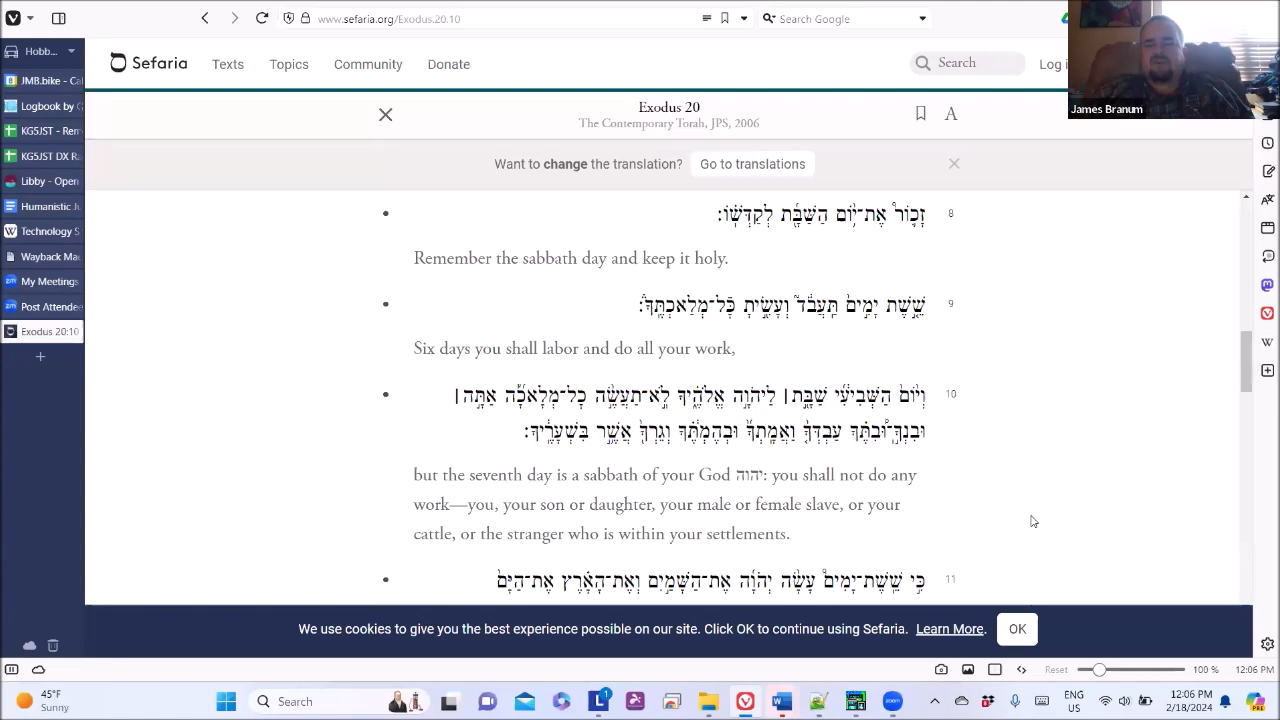 www.sefaria.org/Exodus.20.10
Search Google
Hobb...
JMB.bike - Ca
Logbook by C
KG5JST - Rem
KG5JST DX Ra
Libby - Open
Humanistic Ju
Technology S
Wayback Mac
My Meetings
Post Attendee
Exodus 20:10
Sefaria
Texts
Topics
Community
Donate
Search
Log i
James Branum
Exodus 20
The Contemporary Torah, JPS, 2006
A
Want to change the translation?
Go to translations
8
זָכ֛וֹר֩ אֶת־י֥וֹם הַשַּׁבָּ֖֜ת לְקַדְּשֽׁ֗וֹ׃
Remember the sabbath day and keep it holy.
9
שֵׁ֤֣שֶׁת יָמִ֣ים֙ תַּֽעֲבֹ֔ד֮ וְעָשִׂ֖֣יתָ כׇּֿל־מְלַאכְתֶּֽךָ֒׃
Six days you shall labor and do all your work,
10
וְי֨וֹם֙ הַשְּׁבִיעִ֔֜י שַׁבָּ֖֣ת ׀ לַיהֹוָ֣ה אֱלֹהֶ֑֗יךָ לֹֽ֣א־תַעֲשֶׂ֣֨ה כׇל־מְלָאכָ֡֜ה אַתָּ֣ה ׀
וּבִנְךָֽ֣־וּ֠בִתֶּ֗ךָ עַבְדְּךָ֤֨ וַאֲמָֽתְךָ֜֙ וּבְהֶמְתֶּ֔֗ךָ וְגֵרְךָ֖֙ אֲשֶׁ֥֣ר בִּשְׁעָרֶֽ֔יךָ׃
but the seventh day is a sabbath of your God יהוה: you shall not do any
work—you, your son or daughter, your male or female slave, or your
cattle, or the stranger who is within your settlements.
11
כִּ֣י שֵֽׁשֶׁת־יָמִים֩ עָשָׂ֨ה יְהֹוָ֜ה אֶת־הַשָּׁמַ֣יִם וְאֶת־הָאָ֗רֶץ אֶת־הַיָּם֙
We use cookies to give you the best experience possible on our site. Click OK to continue using Sefaria. Learn More.
OK
Reset
100 %
12:06 PM
45°F
Sunny
Search
1
zoom
ENG
US
12:06 PM
2/18/2024